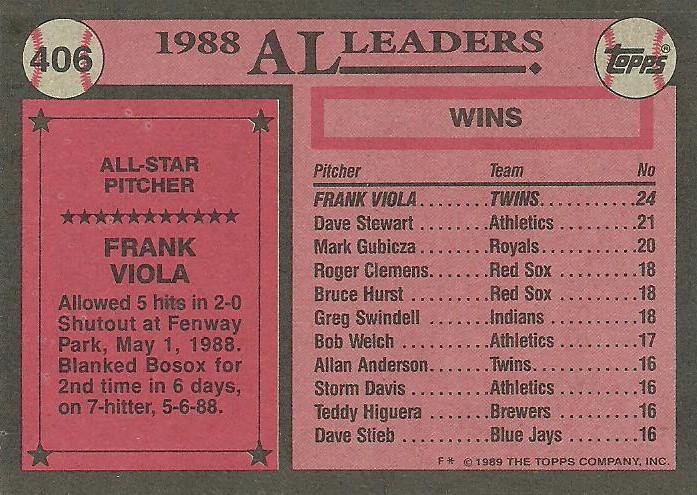 406
1988 AL LEADERS
Topps®
ALL-STAR
PITCHER
FRANK
VIOLA
Allowed 5 hits in 2-0
Shutout at Fenway
Park, May 1, 1988.
Blanked Bosox for
2nd time in 6 days,
on 7-hitter, 5-6-88.
WINS
Pitcher Team No
FRANK VIOLA........TWINS...............24
Dave Stewart........Athletics............21
Mark Gubicza.......Royals..............20
Roger Clemens.....Red Sox...........18
Bruce Hurst..........Red Sox...........18
Greg Swindell.......Indians.............18
Bob Welch............Athletics............17
Allan Anderson.....Twins................16
Storm Davis..........Athletics............16
Teddy Higuera......Brewers...........16
Dave Stieb............Blue Jays..........16
F* © 1989 THE TOPPS COMPANY, INC.